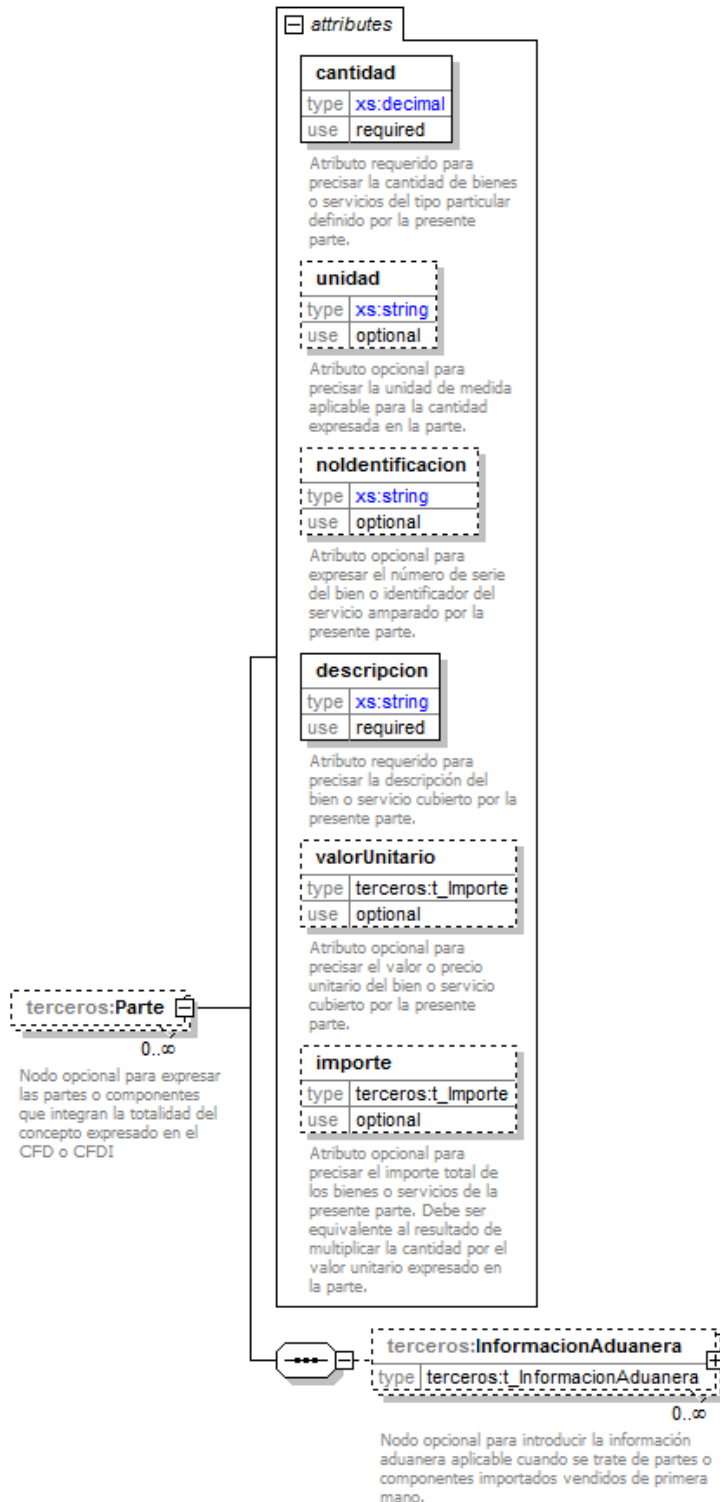 attributes
cantidad
type xs:decimal
use required
Atributo requerido para
precisar la cantidad de bienes
o servicios del tipo particular
definido por la presente
parte.
unidad
type xs:string
use optional
Atributo opcional para
precisar la unidad de medida
aplicable para la cantidad
expresada en la parte.
noIdentificacion
type xs:string
use optional
Atributo opcional para
expresar el número de serie
del bien o identificador del
servicio amparado por la
presente parte.
descripcion
type xs:string
use required
Atributo requerido para
precisar la descripción del
bien o servicio cubierto por la
presente parte.
valorUnitario
type terceros:t_Importe
use optional
Atributo opcional para
precisar el valor o precio
unitario del bien o servicio
cubierto por la presente
parte.
importe
type terceros:t_Importe
use optional
Atributo opcional para
precisar el importe total de
los bienes o servicios de la
presente parte. Debe ser
equivalente al resultado de
multiplicar la cantidad por el
valor unitario expresado en
la parte.
terceros:Parte
0..∞
Nodo opcional para expresar
las partes o componentes
que integran la totalidad del
concepto expresado en el
CFD o CFDI
terceros:InformacionAduanera
type terceros:t_InformacionAduanera
0..∞
Nodo opcional para introducir la información
aduanera aplicable cuando se trate de partes o
componentes importados vendidos de primera
mano.